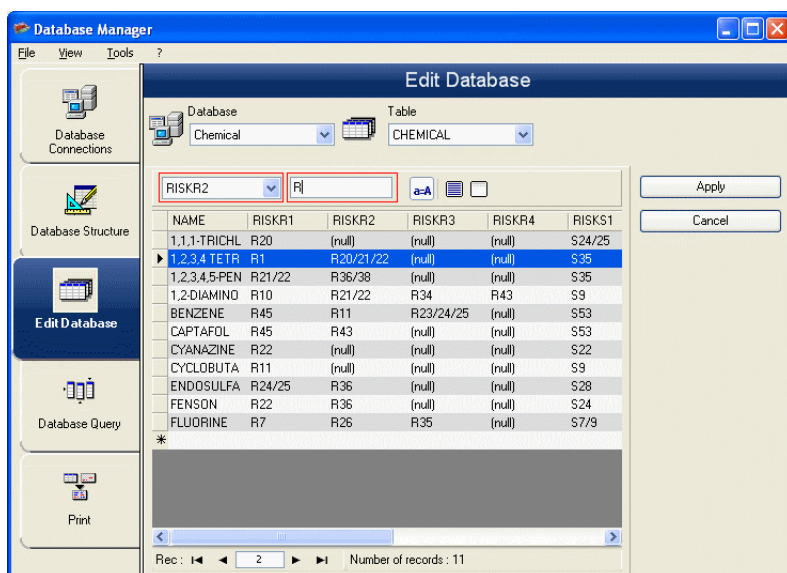 Database Manager
File View Tools ?
Edit Database
Database
Table
Chemical
CHEMICAL
Database
Connections
Database Structure
Edit Database
Database Query
Print
RISKR2 R a=A
Apply
Cancel
NAME RISKR1 RISKR2 RISKR3 RISKR4 RISKS1
1,1,1-TRICHL R20 (null) (null) (null) S24/25
1,2,3,4 TETR R1 R20/21/22 (null) (null) S35
1,2,3,4,5-PEN R21/22 R36/38 (null) (null) S35
1,2-DIAMINO R10 R21/22 R34 R43 S9
BENZENE R45 R11 R23/24/25 (null) S53
CAPTAFOL R45 R43 (null) (null) S53
CYANAZINE R22 (null) (null) (null) S22
CYCLOBUTA R11 (null) (null) (null) S9
ENDOSULFA R24/25 R36 (null) (null) S28
FENSON R22 R36 (null) (null) S24
FLUORINE R7 R26 R35 (null) S7/9
Rec : 2 Number of records : 11